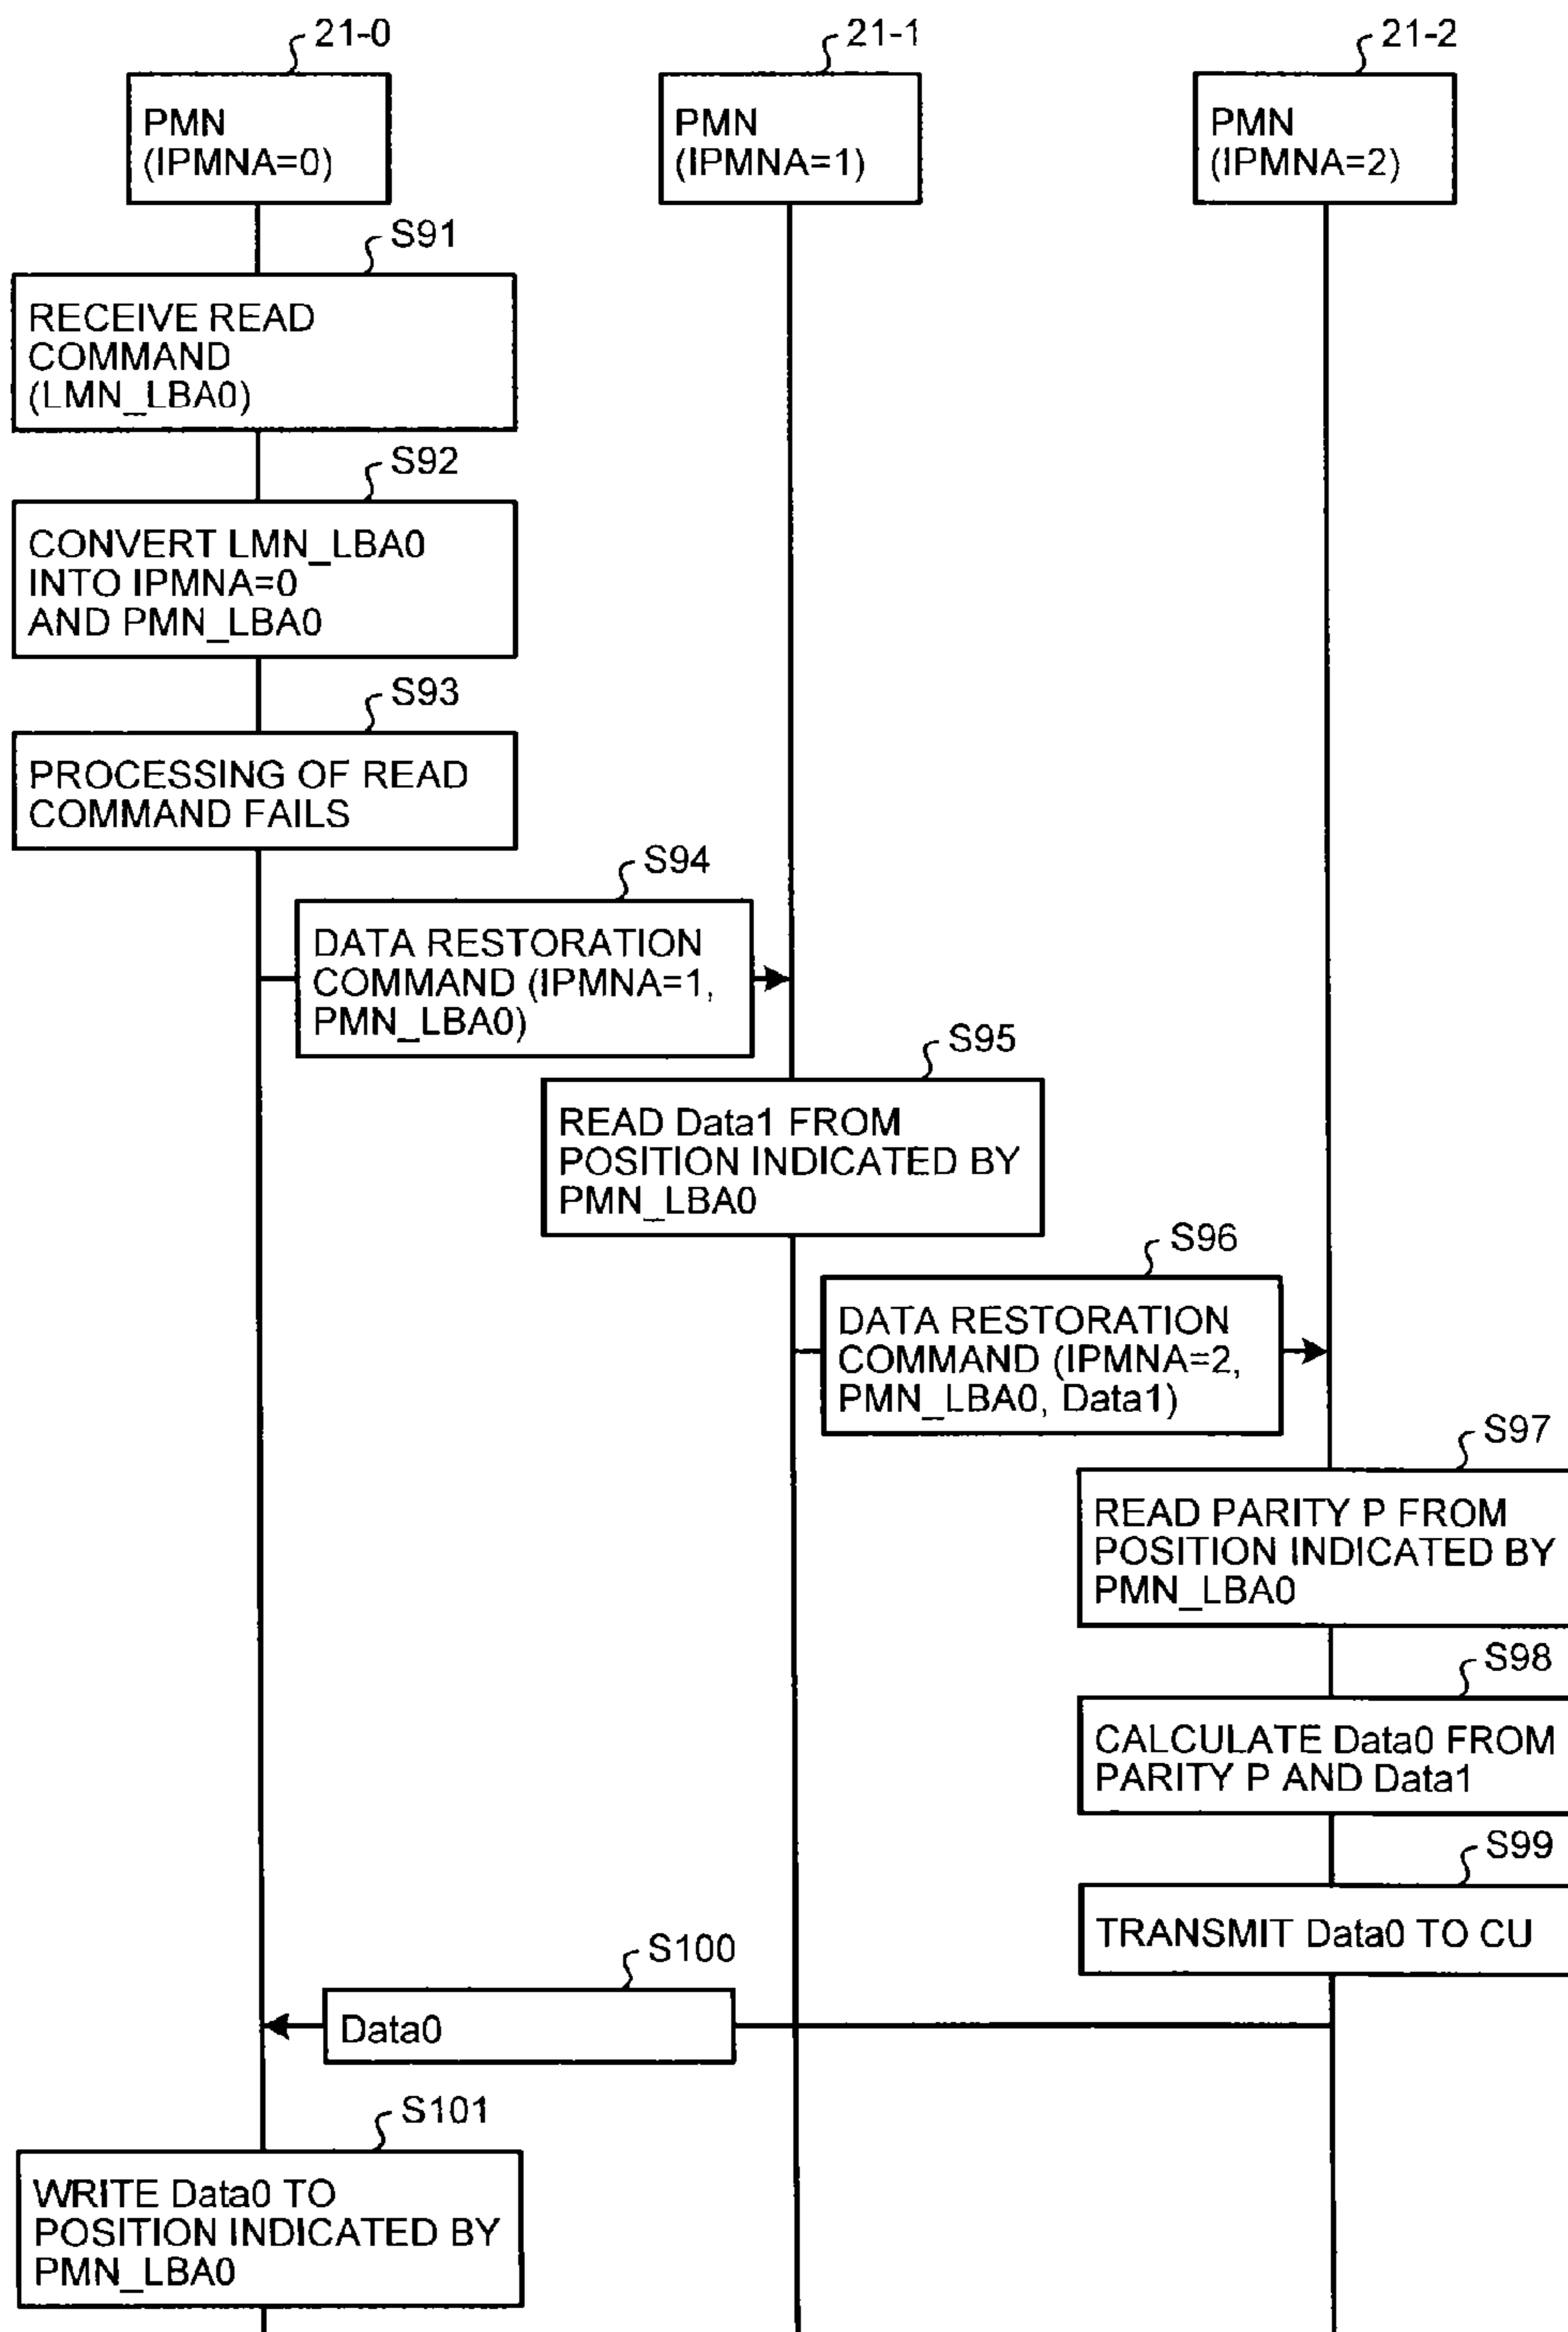 21-0
21-1
21-2
PMN
(IPMNA=0)
PMN
(IPMNA=1)
PMN
(IPMNA=2)
S91
RECEIVE READ
COMMAND
(LMN_LBA0)
S92
CONVERT LMN_LBA0
INTO IPMNA=0
AND PMN_LBA0
S93
PROCESSING OF READ
COMMAND FAILS
S94
DATA RESTORATION
COMMAND (IPMNA=1,
PMN_LBA0)
S95
READ Data1 FROM
POSITION INDICATED BY
PMN_LBA0
S96
DATA RESTORATION
COMMAND (IPMNA=2,
PMN_LBA0, Data1)
S97
READ PARITY P FROM
POSITION INDICATED BY
PMN_LBA0
S98
CALCULATE Data0 FROM
PARITY P AND Data1
S99
TRANSMIT Data0 TO CU
S100
Data0
S101
WRITE Data0 TO
POSITION INDICATED BY
PMN_LBA0